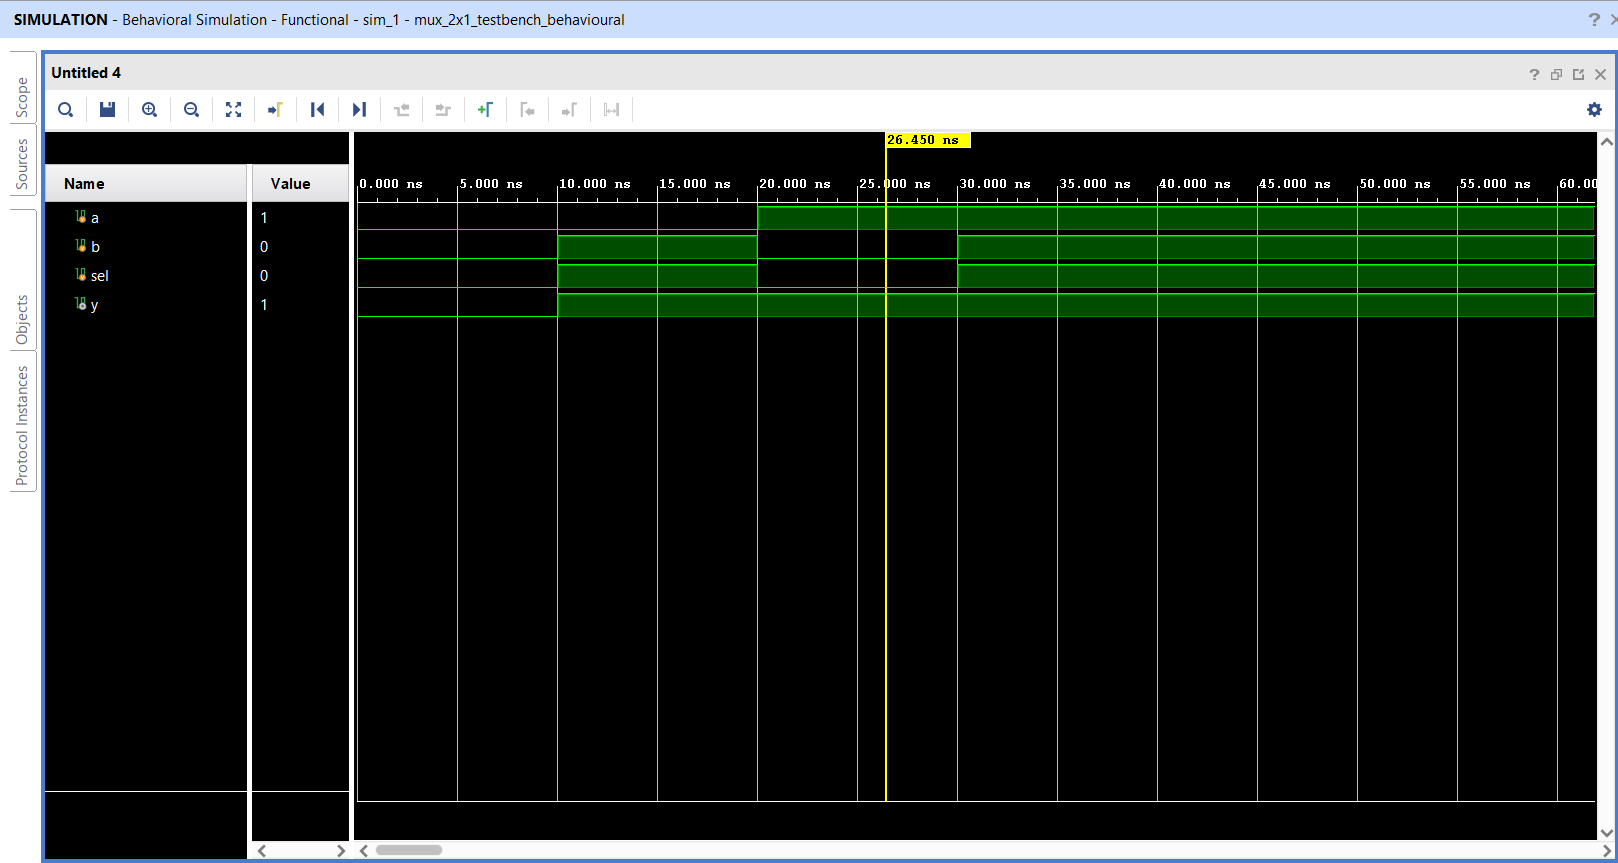 SIMULATION - Behavioral Simulation - Functional - sim_1 - mux_2x1_testbench_behavioural
Untitled 4
Scope
Sources
Objects
Protocol Instances
26.450 ns
Name Value
0.000 ns 5.000 ns 10.000 ns 15.000 ns 20.000 ns 25.000 ns 30.000 ns 35.000 ns 40.000 ns 45.000 ns 50.000 ns 55.000 ns 60.00
a 1
b 0
sel 0
y 1